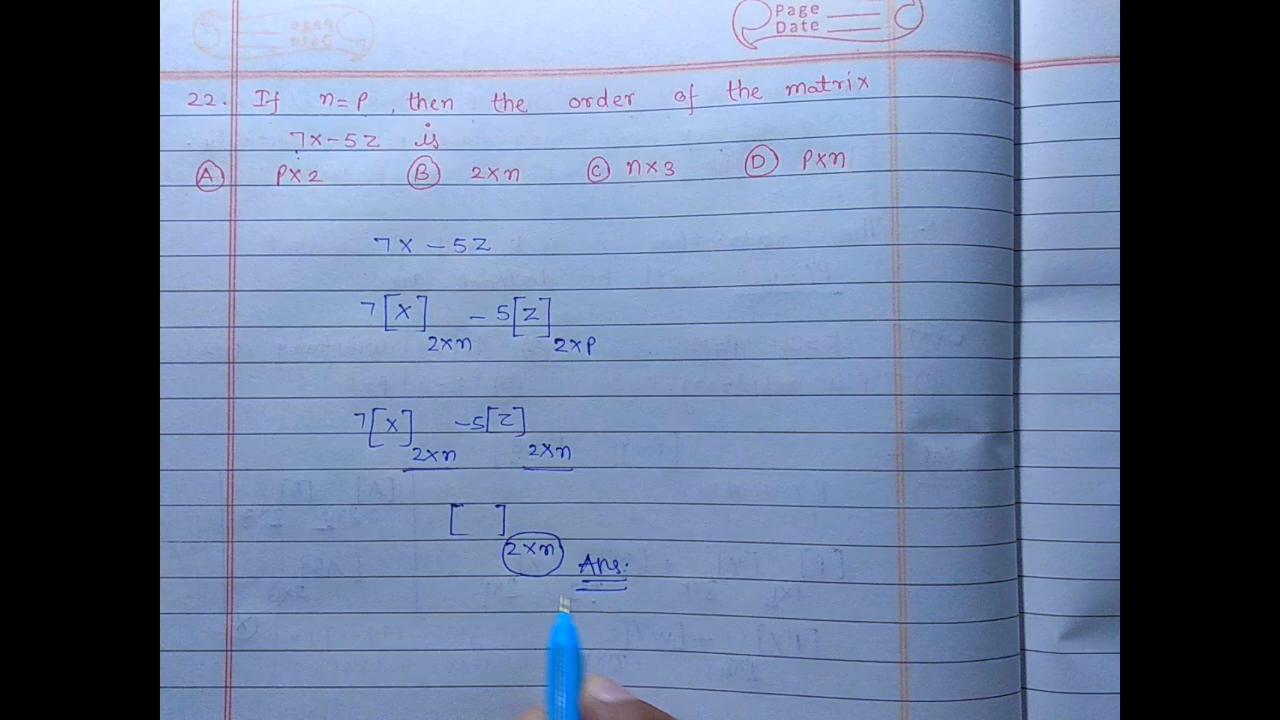 Page
Date
22. If n=P, then the order of the matrix
7X-5Z is
(A) P×2 (B) 2×n (C) n×3 (D) P×n
7X-5Z
7[X]2×n - 5[Z]2×P
7[X]2×n -5[Z]2×n
[ ]2×n Ans.